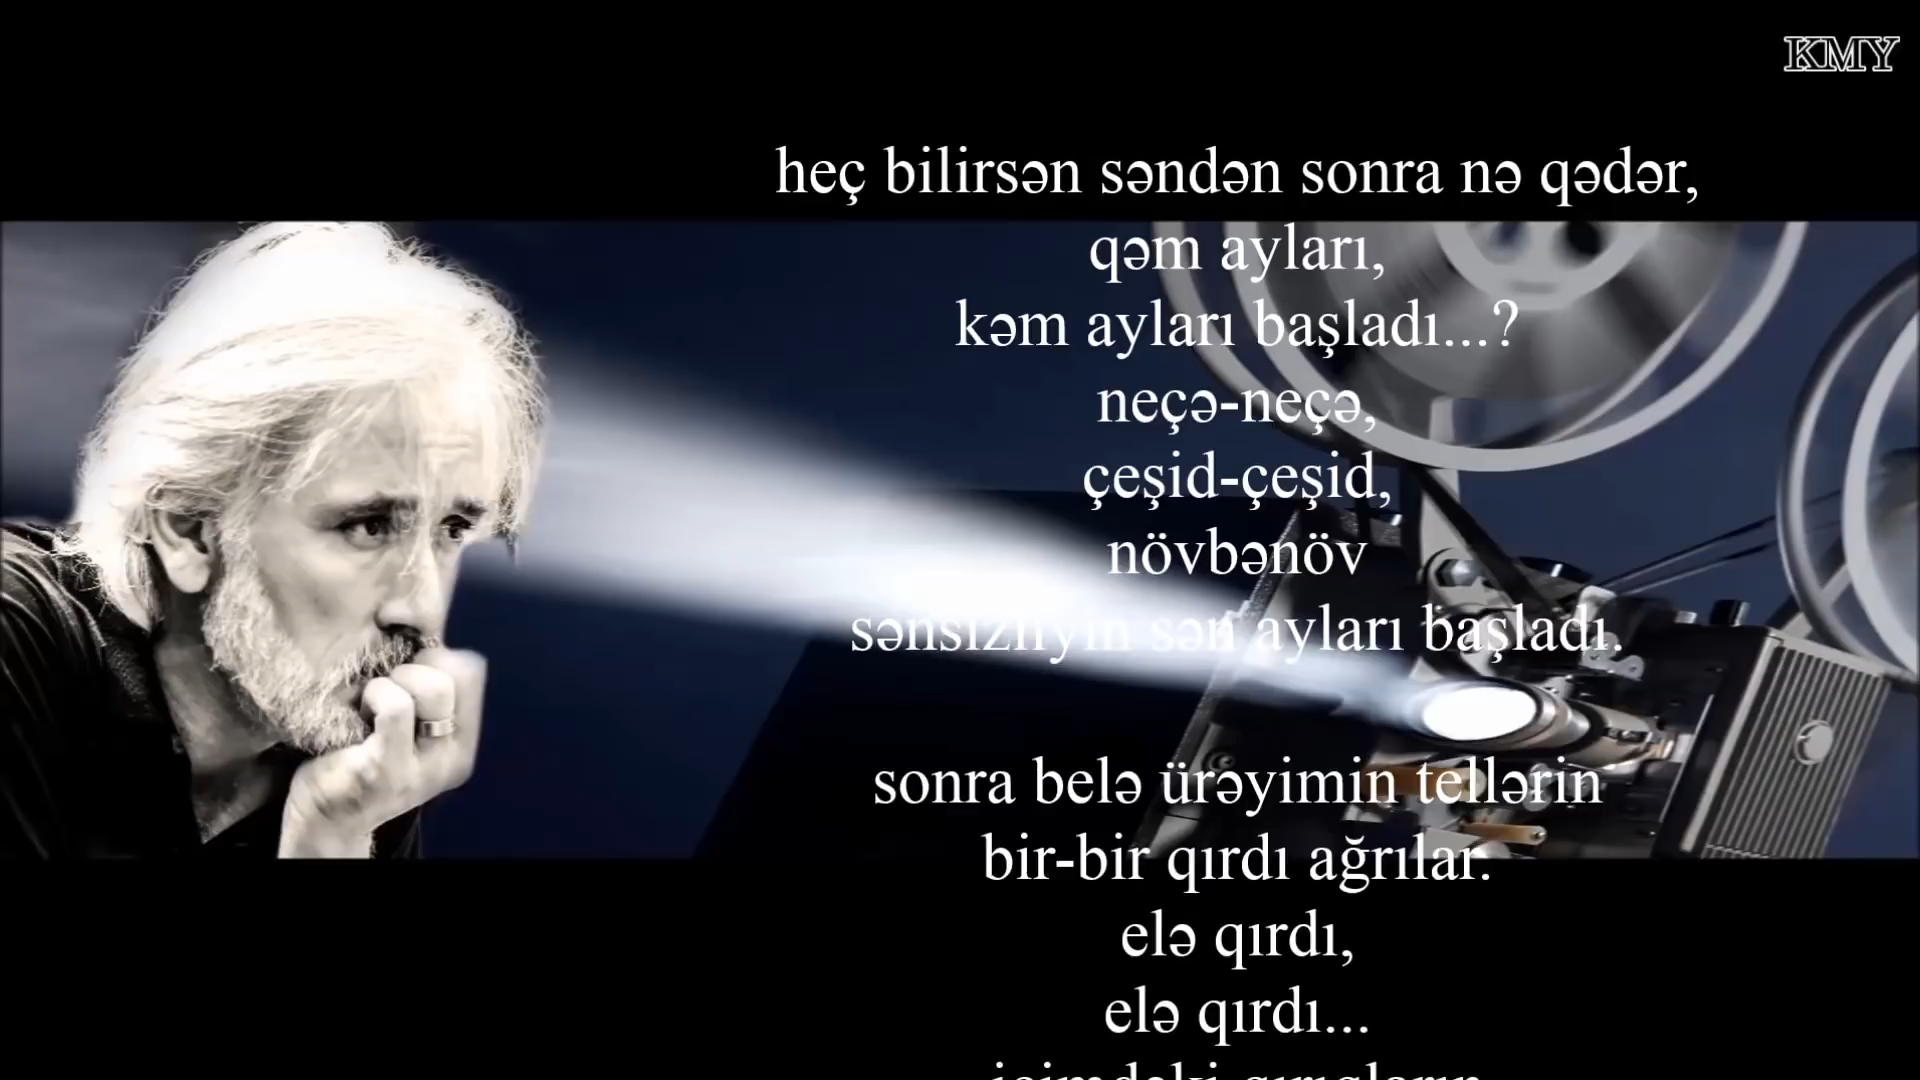 KMY
heç bilirsən səndən sonra nə qədər,
qəm ayları,
kəm ayları başladı...?
neçə-neçə,
çeşid-çeşid,
növbənöv
sənsizliyin sən ayları başladı.
sonra belə ürəyimin tellərin
bir-bir qırdı ağrılar.
elə qırdı,
elə qırdı...